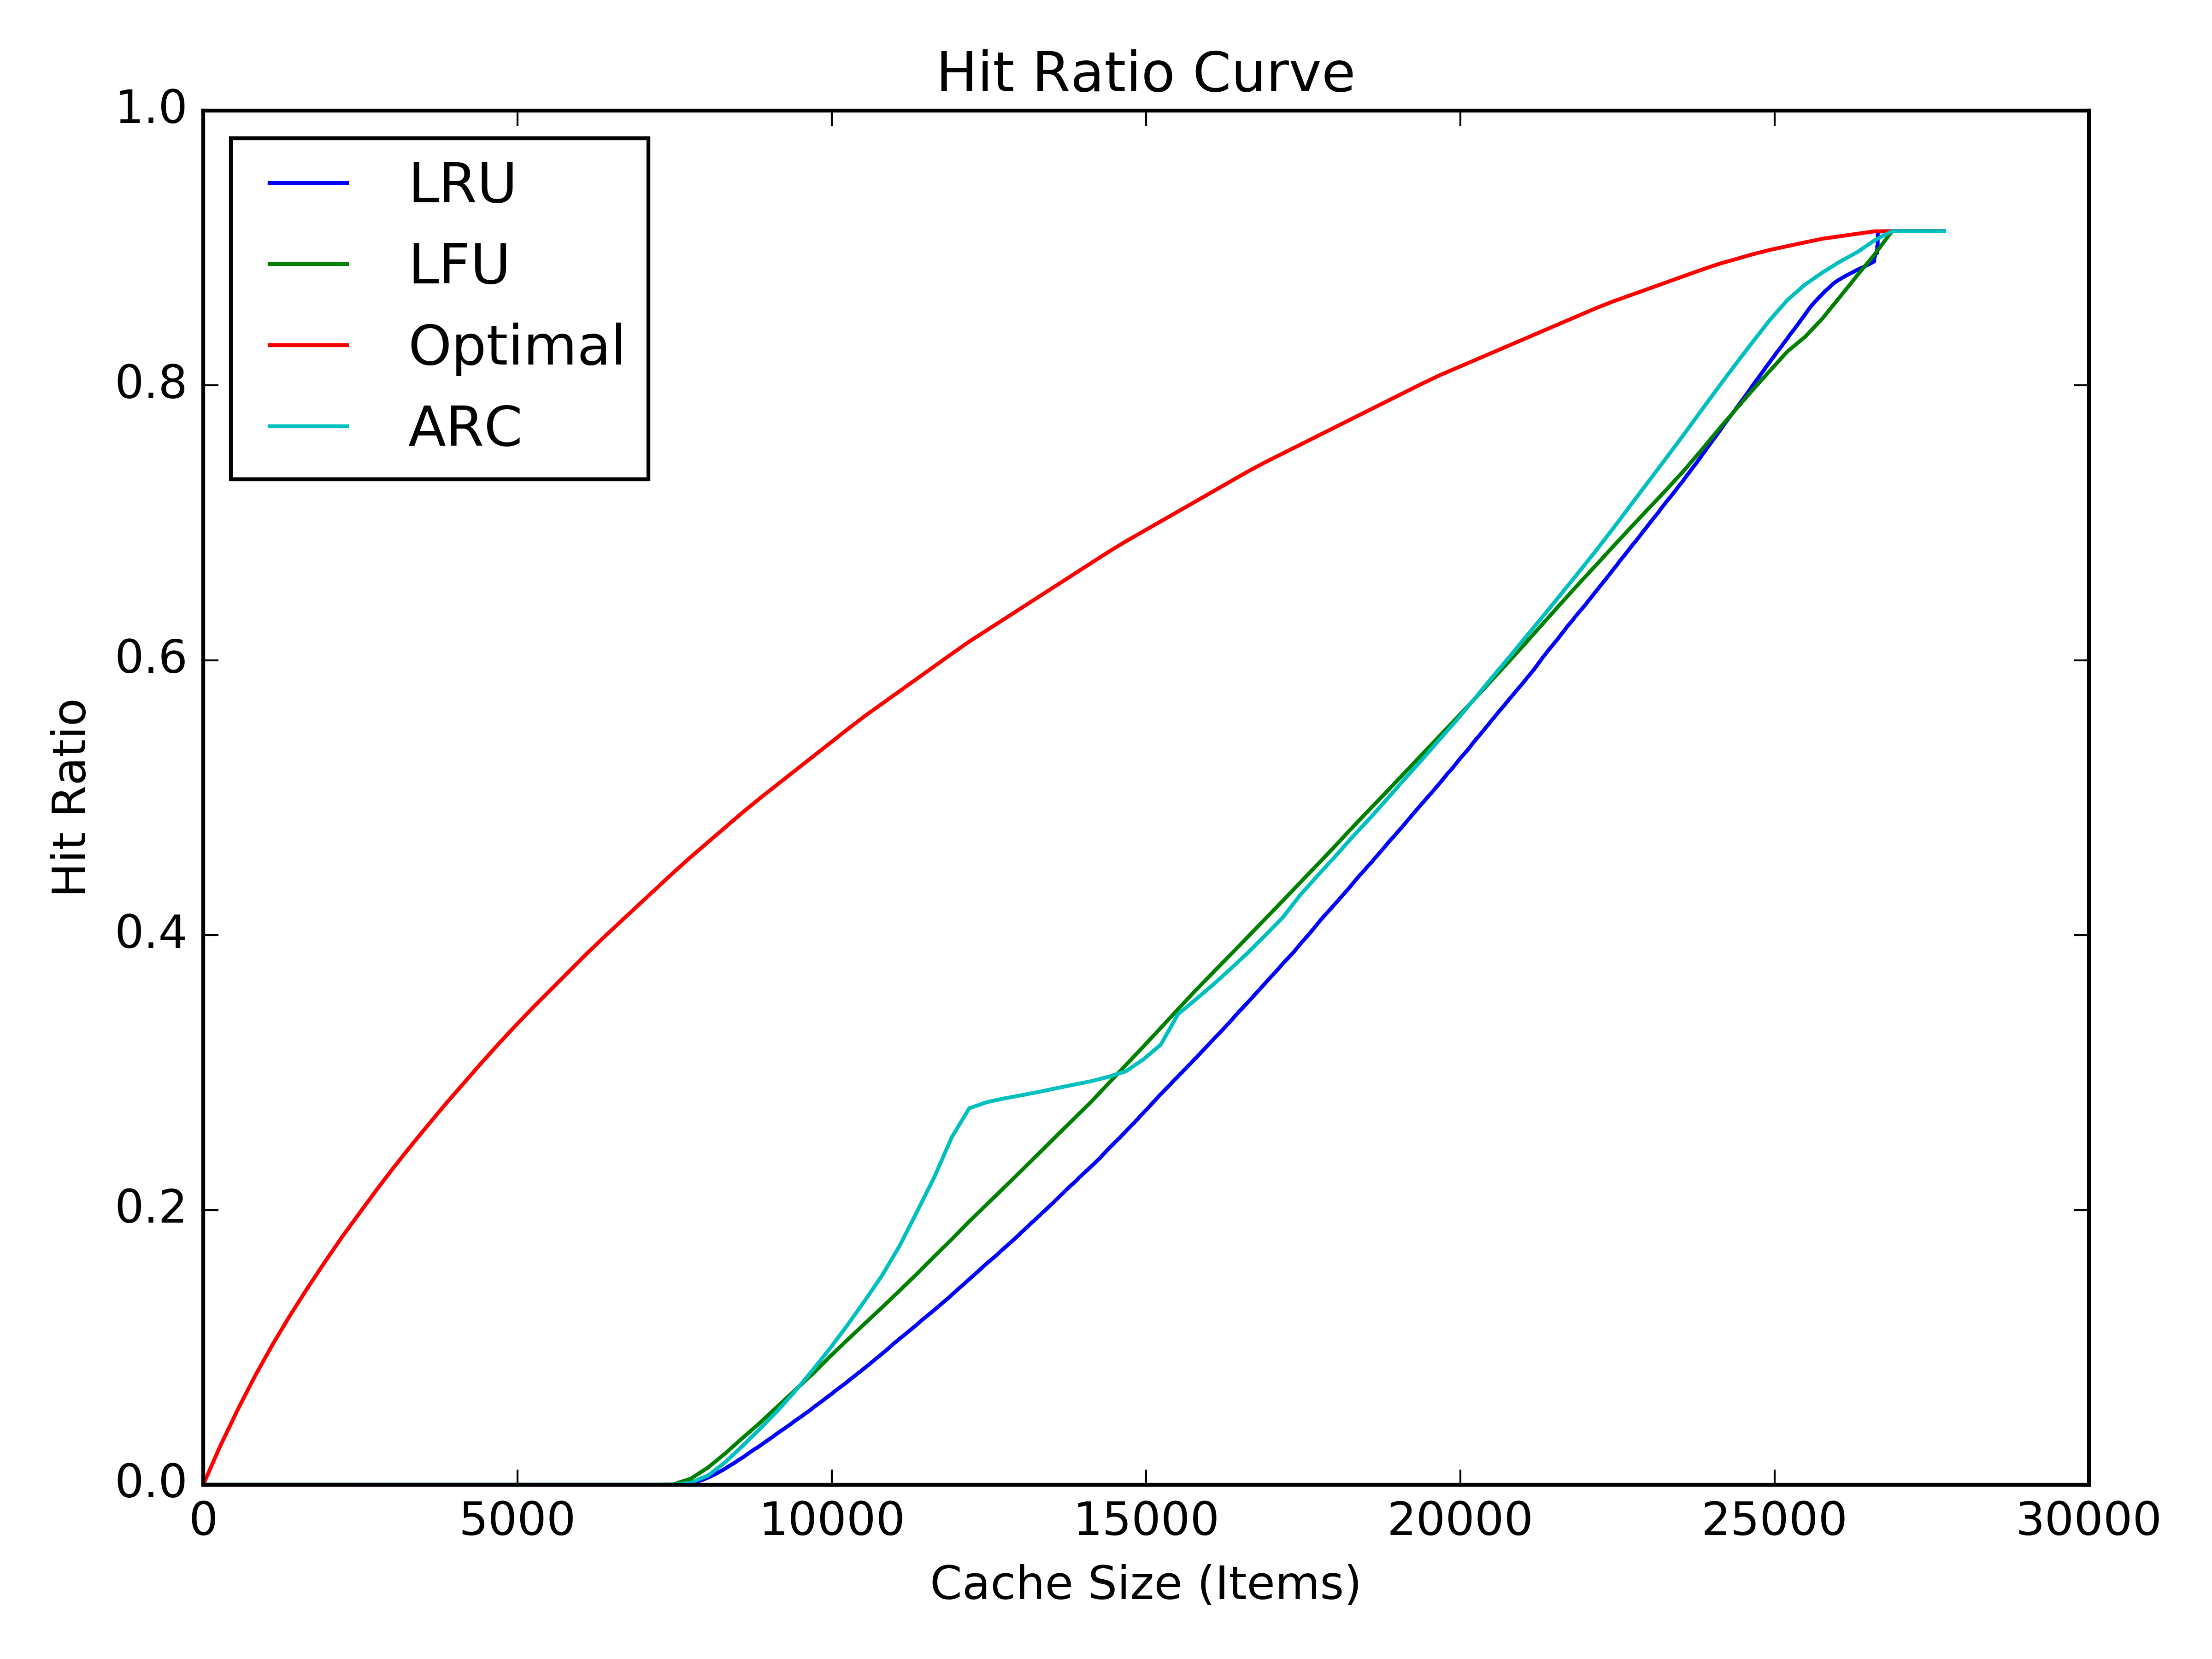 Hit Ratio Curve
1.0
0.8
0.6
0.4
0.2
0.0
Hit Ratio
LRU
LFU
Optimal
ARC
0 5000 10000 15000 20000 25000 30000
Cache Size (Items)